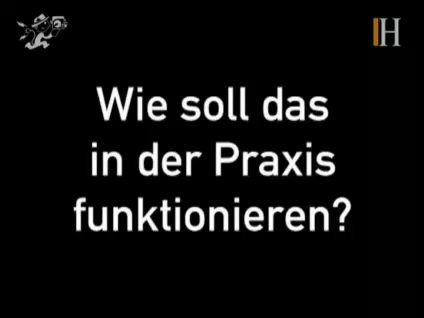 H
Wie soll das
in der Praxis
funktionieren?